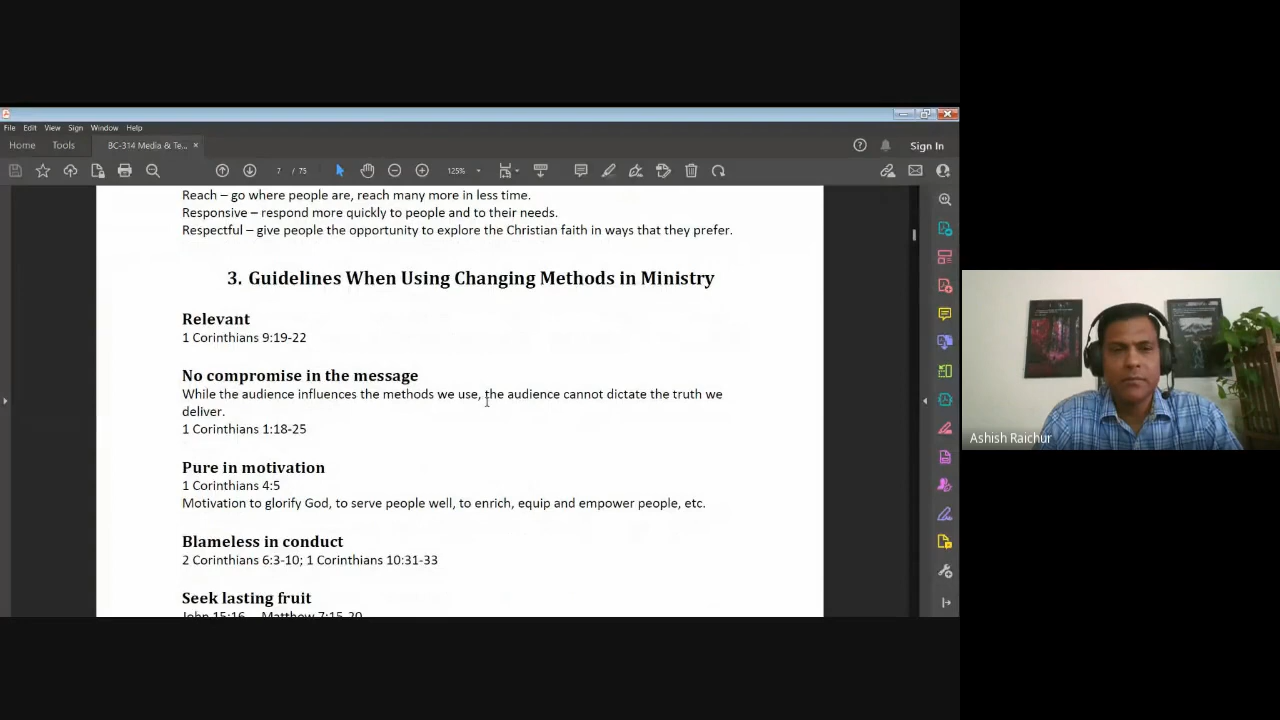 File Edit View Sign Window Help
Home Tools BC-314 Media & Te... × Sign In
7 / 75 125%
Reach – go where people are, reach many more in less time.
Responsive – respond more quickly to people and to their needs.
Respectful – give people the opportunity to explore the Christian faith in ways that they prefer.
3. Guidelines When Using Changing Methods in Ministry
Relevant
1 Corinthians 9:19-22
No compromise in the message
While the audience influences the methods we use, the audience cannot dictate the truth we
deliver.
1 Corinthians 1:18-25
Pure in motivation
1 Corinthians 4:5
Motivation to glorify God, to serve people well, to enrich, equip and empower people, etc.
Blameless in conduct
2 Corinthians 6:3-10; 1 Corinthians 10:31-33
Seek lasting fruit
John 15:16 Matthew 7:15-20
Ashish Raichur